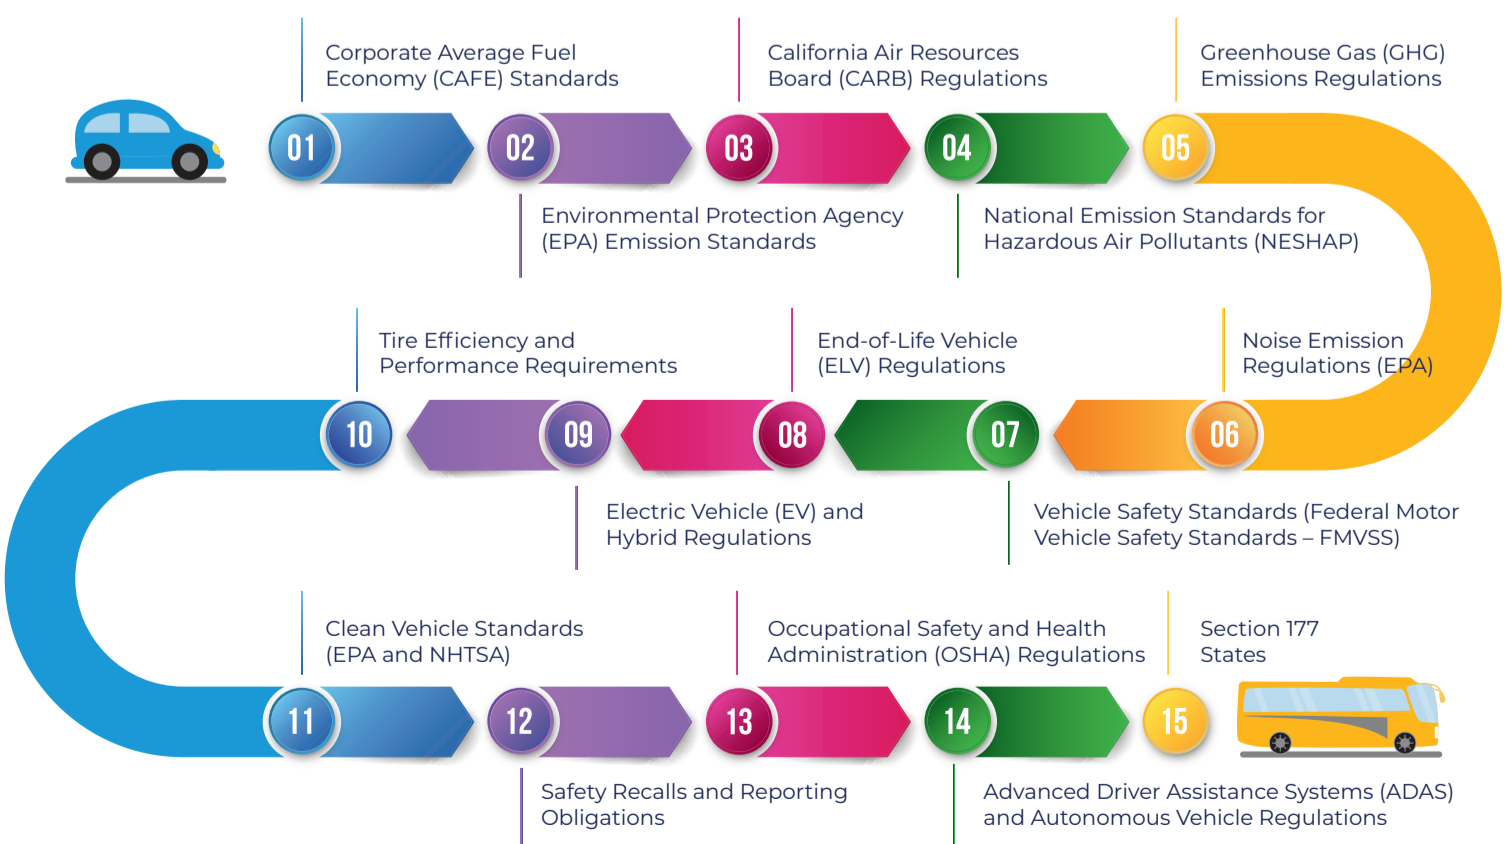 Corporate Average Fuel
Economy (CAFE) Standards
California Air Resources
Board (CARB) Regulations
Greenhouse Gas (GHG)
Emissions Regulations
01
02
03
04
05
Environmental Protection Agency
(EPA) Emission Standards
National Emission Standards for
Hazardous Air Pollutants (NESHAP)
Tire Efficiency and
Performance Requirements
End-of-Life Vehicle
(ELV) Regulations
Noise Emission
Regulations (EPA)
10
09
08
07
06
Electric Vehicle (EV) and
Hybrid Regulations
Vehicle Safety Standards (Federal Motor
Vehicle Safety Standards – FMVSS)
Clean Vehicle Standards
(EPA and NHTSA)
Occupational Safety and Health
Administration (OSHA) Regulations
Section 177
States
11
12
13
14
15
Safety Recalls and Reporting
Obligations
Advanced Driver Assistance Systems (ADAS)
and Autonomous Vehicle Regulations